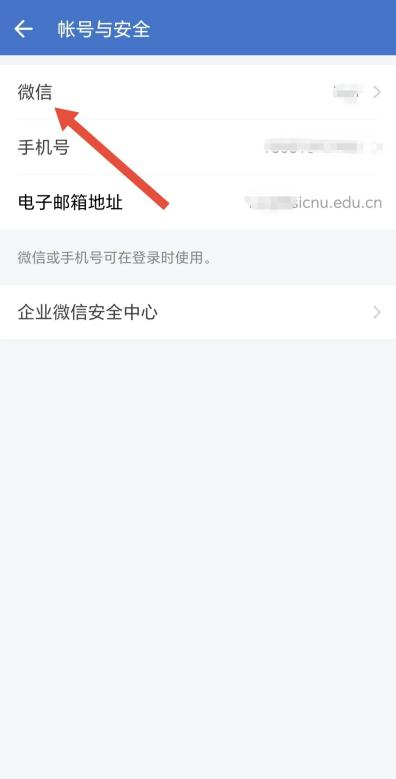 帐号与安全
微信
手机号
电子邮箱地址 sicnu.edu.cn
微信或手机号可在登录时使用。
企业微信安全中心